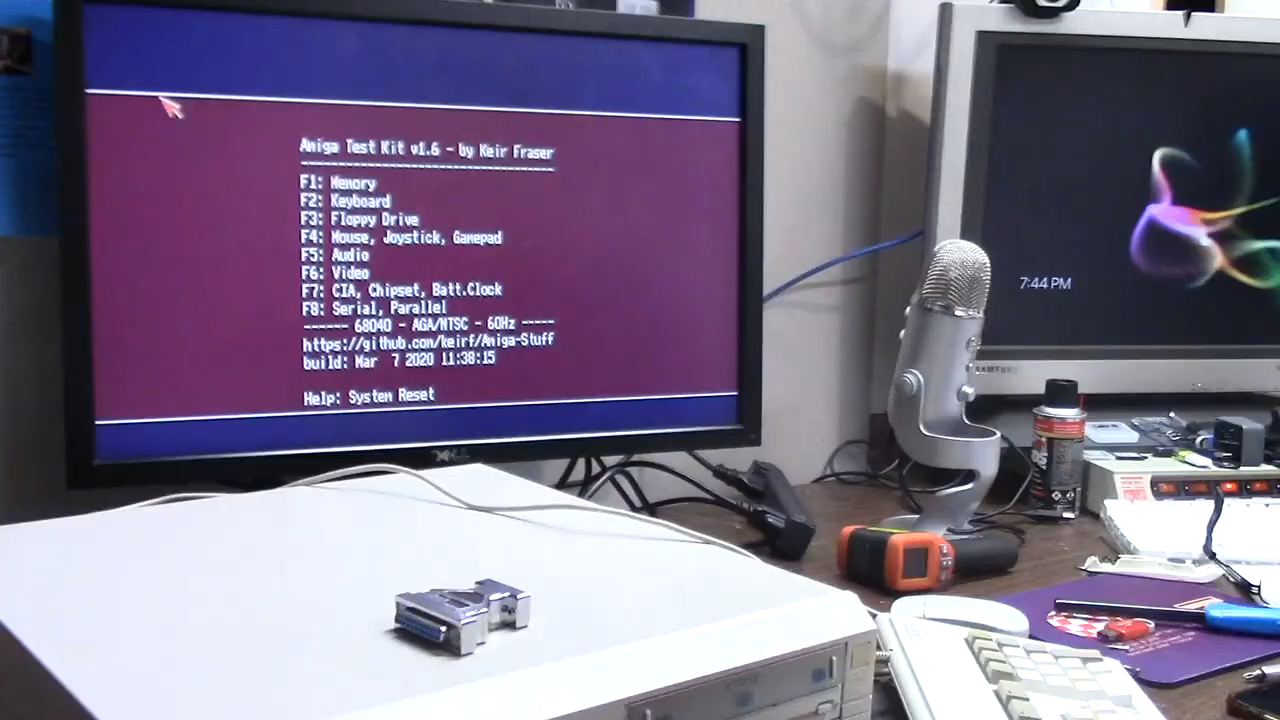 Amiga Test Kit v1.6 - by Keir Fraser
------------------------------------
F1: Memory
F2: Keyboard
F3: Floppy Drive
F4: Mouse, Joystick, Gamepad
F5: Audio
F6: Video
F7: CIA, Chipset, Batt.Clock
F8: Serial, Parallel
------ 68040 - AGA/NTSC - 60Hz -----
https://github.com/keirf/Amiga-Stuff
build: Mar  7 2020 11:38:15
Help: System Reset
DELL
7:44 PM
SAMSUNG